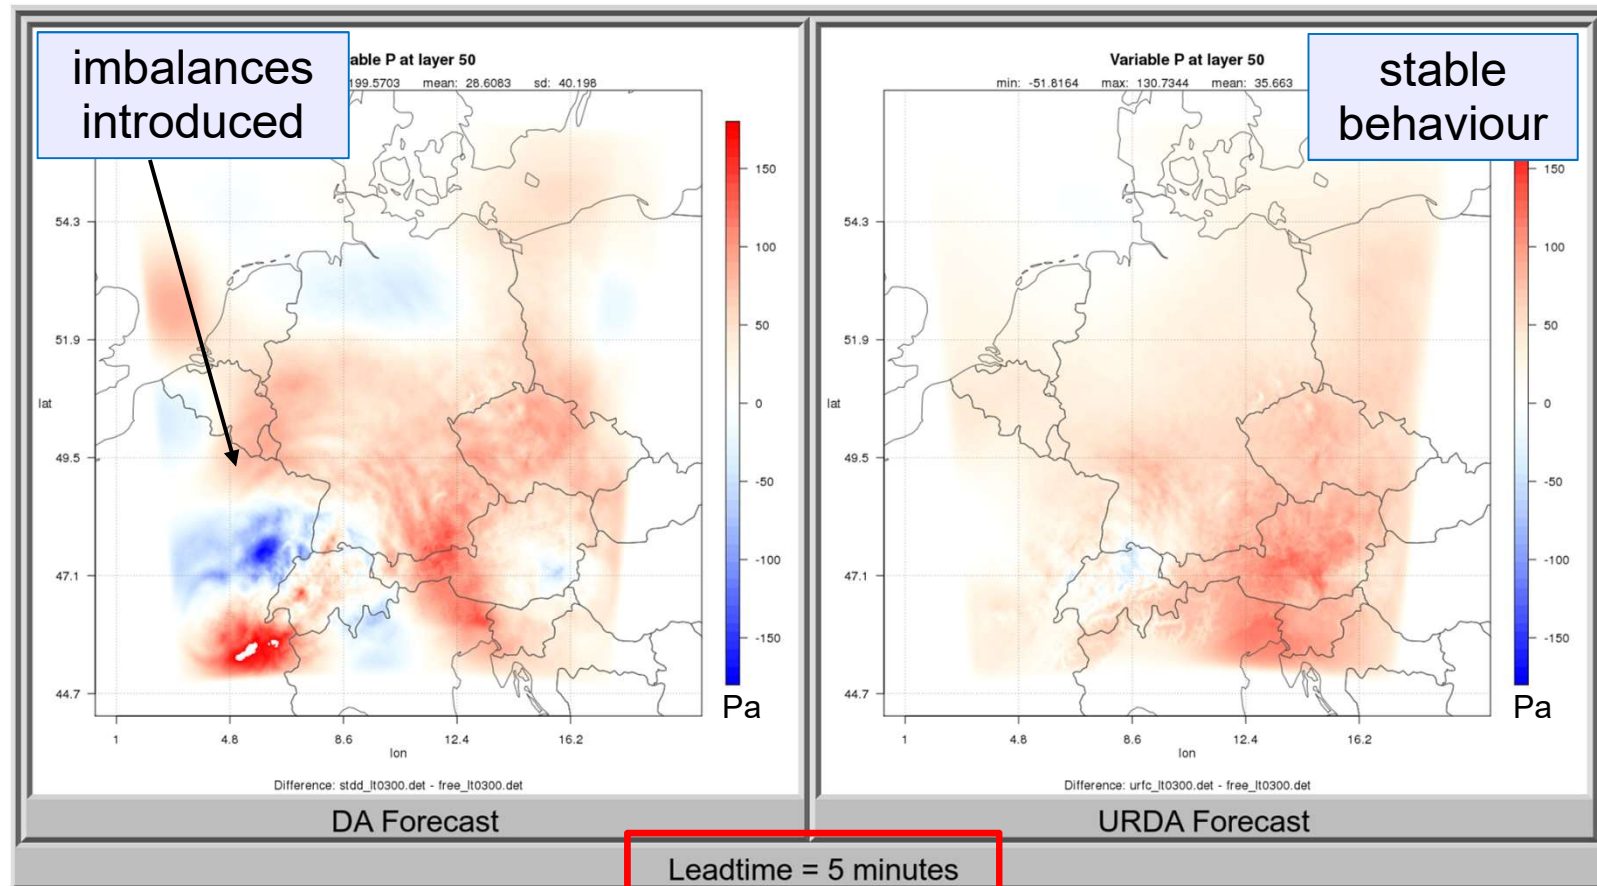 imbalances
introduced
able P at layer 50
199.5703 mean: 28.6083 sd: 40.198
150
100
50
0
-50
-100
-150
Pa
54.3
51.9
49.5
47.1
44.7
lat
1 4.8 8.6 12.4 16.2
lon
Difference: stdd_lt0300.det - free_lt0300.det
DA Forecast
stable
behaviour
Variable P at layer 50
min: -51.8164 max: 130.7344 mean: 35.663
150
100
50
0
-50
-100
-150
Pa
54.3
51.9
49.5
47.1
44.7
lat
1 4.8 8.6 12.4 16.2
lon
Difference: urfc_lt0300.det - free_lt0300.det
URDA Forecast
Leadtime = 5 minutes